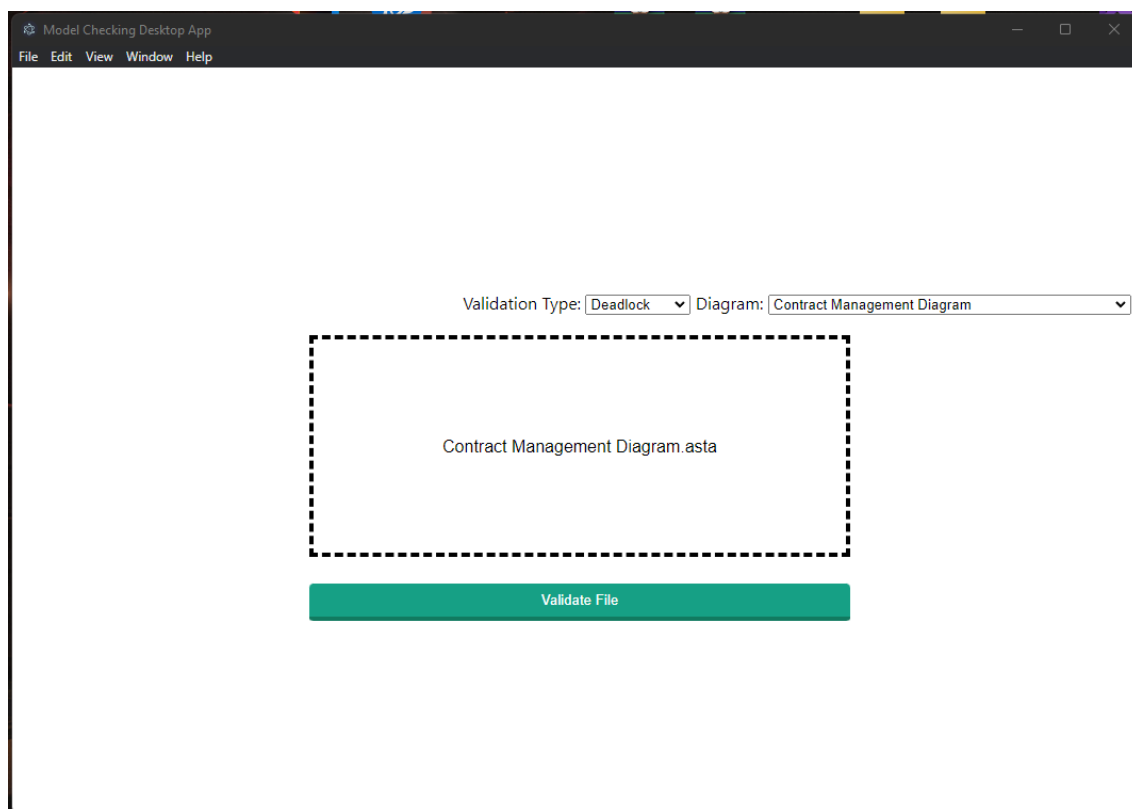 Model Checking Desktop App
File Edit View Window Help
Validation Type: Deadlock Diagram: Contract Management Diagram
Contract Management Diagram.asta
Validate File